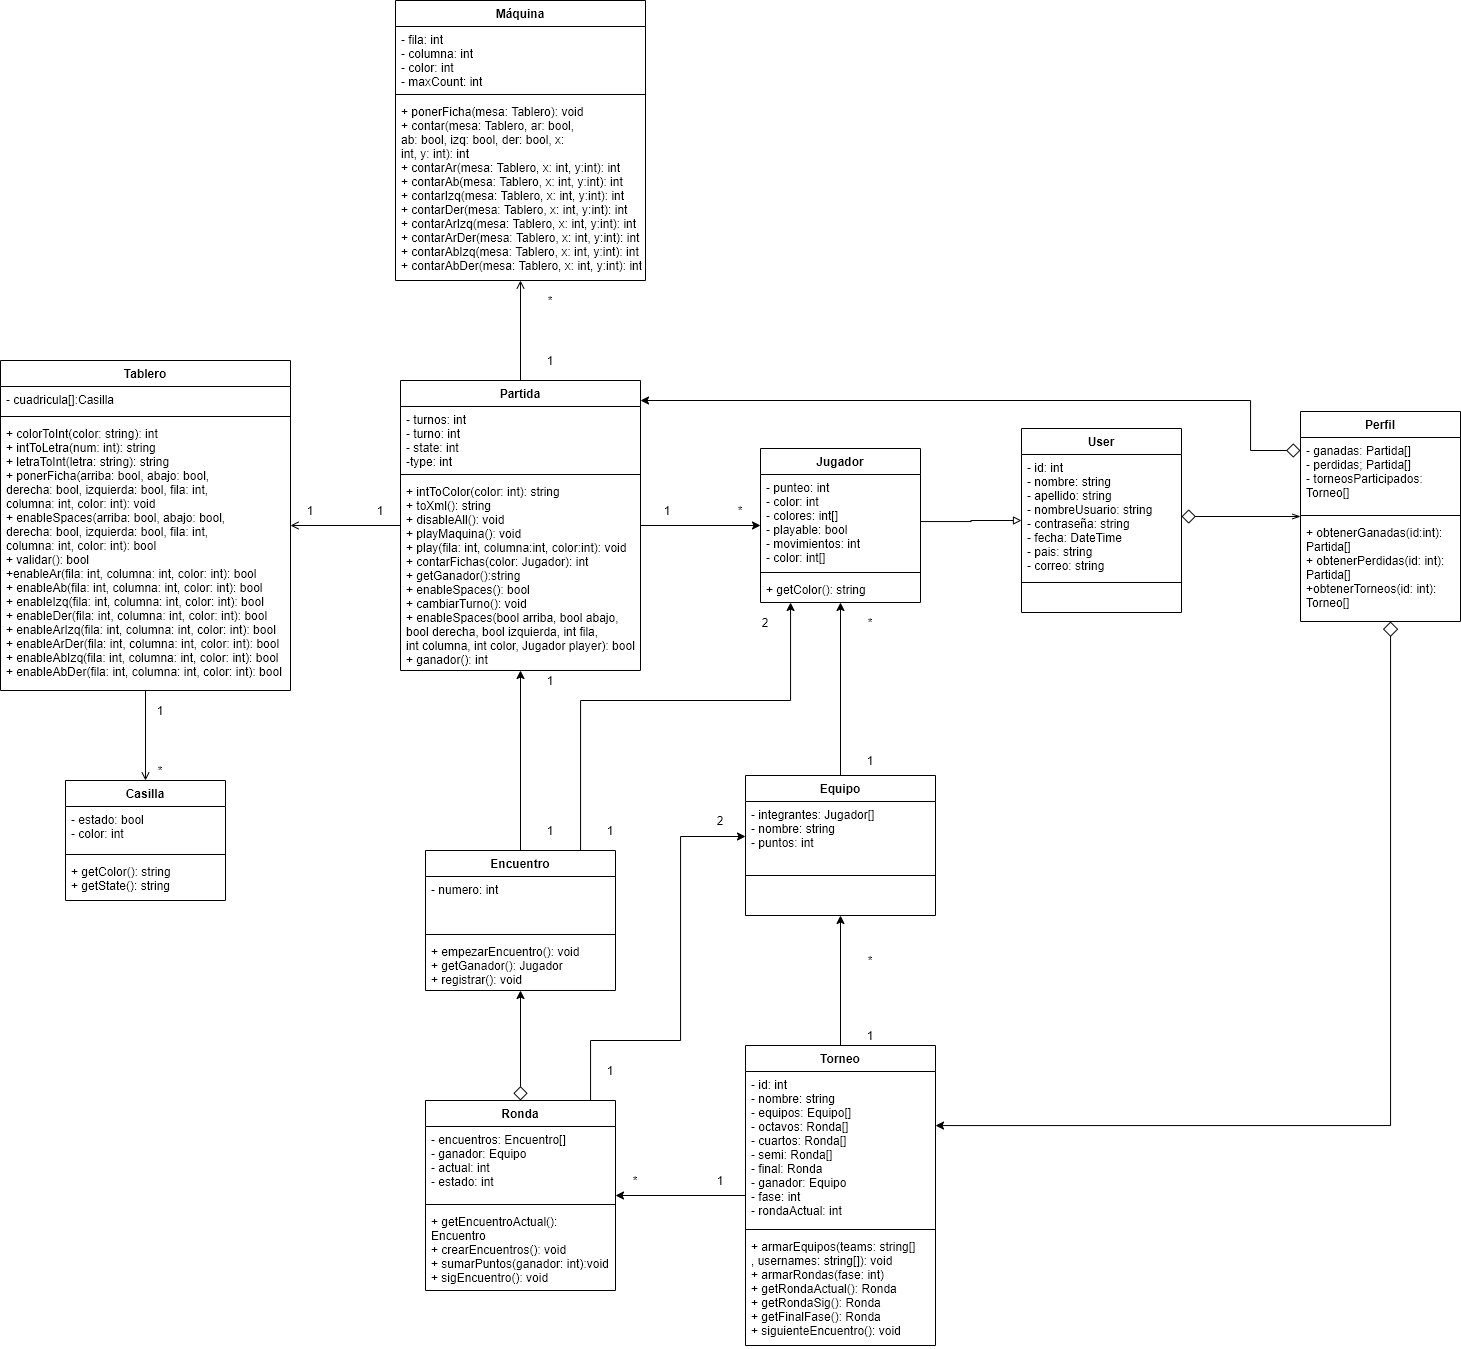 Máquina
- fila: int
- columna: int
- color: int
- maxCount: int
+ ponerFicha(mesa: Tablero): void
+ contar(mesa: Tablero, ar: bool,
ab: bool, izq: bool, der: bool, x:
int, y: int): int
+ contarAr(mesa: Tablero, x: int, y:int): int
+ contarAb(mesa: Tablero, x: int, y:int): int
+ contarIzq(mesa: Tablero, x: int, y:int): int
+ contarDer(mesa: Tablero, x: int, y:int): int
+ contarArIzq(mesa: Tablero, x: int, y:int): int
+ contarArDer(mesa: Tablero, x: int, y:int): int
+ contarAbIzq(mesa: Tablero, x: int, y:int): int
+ contarAbDer(mesa: Tablero, x: int, y:int): int
*
1
Tablero
- cuadricula[]:Casilla
+ colorToInt(color: string): int
+ intToLetra(num: int): string
+ letraToInt(letra: string): string
+ ponerFicha(arriba: bool, abajo: bool,
derecha: bool, izquierda: bool, fila: int,
columna: int, color: int): void
+ enableSpaces(arriba: bool, abajo: bool,
derecha: bool, izquierda: bool, fila: int,
columna: int, color: int): bool
+ validar(): bool
+enableAr(fila: int, columna: int, color: int): bool
+ enableAb(fila: int, columna: int, color: int): bool
+ enableIzq(fila: int, columna: int, color: int): bool
+ enableDer(fila: int, columna: int, color: int): bool
+ enableArIzq(fila: int, columna: int, color: int): bool
+ enableArDer(fila: int, columna: int, color: int): bool
+ enableAbIzq(fila: int, columna: int, color: int): bool
+ enableAbDer(fila: int, columna: int, color: int): bool
1
1
Partida
- turnos: int
- turno: int
- state: int
-type: int
+ intToColor(color: int): string
+ toXml(): string
+ disableAll(): void
+ playMaquina(): void
+ play(fila: int, columna:int, color:int): void
+ contarFichas(color: Jugador): int
+ getGanador():string
+ enableSpaces(): bool
+ cambiarTurno(): void
+ enableSpaces(bool arriba, bool abajo,
bool derecha, bool izquierda, int fila,
int columna, int color, Jugador player): bool
+ ganador(): int
1
*
Jugador
- punteo: int
- color: int
- colores: int[]
- playable: bool
- movimientos: int
- color: int[]
+ getColor(): string
User
- id: int
- nombre: string
- apellido: string
- nombreUsuario: string
- contraseña: string
- fecha: DateTime
- pais: string
- correo: string
Perfil
- ganadas: Partida[]
- perdidas; Partida[]
- torneosParticipados:
Torneo[]
+ obtenerGanadas(id:int):
Partida[]
+ obtenerPerdidas(id: int):
Partida[]
+obtenerTorneos(id: int):
Torneo[]
2
*
1
1
*
1
Casilla
- estado: bool
- color: int
+ getColor(): string
+ getState(): string
1
1
2
1
Equipo
- integrantes: Jugador[]
- nombre: string
- puntos: int
Encuentro
- numero: int
+ empezarEncuentro(): void
+ getGanador(): Jugador
+ registrar(): void
*
1
1
Ronda
- encuentros: Encuentro[]
- ganador: Equipo
- actual: int
- estado: int
+ getEncuentroActual():
Encuentro
+ crearEncuentros(): void
+ sumarPuntos(ganador: int):void
+ sigEncuentro(): void
*
1
Torneo
- id: int
- nombre: string
- equipos: Equipo[]
- octavos: Ronda[]
- cuartos: Ronda[]
- semi: Ronda[]
- final: Ronda
- ganador: Equipo
- fase: int
- rondaActual: int
+ armarEquipos(teams: string[]
, usernames: string[]): void
+ armarRondas(fase: int)
+ getRondaActual(): Ronda
+ getRondaSig(): Ronda
+ getFinalFase(): Ronda
+ siguienteEncuentro(): void